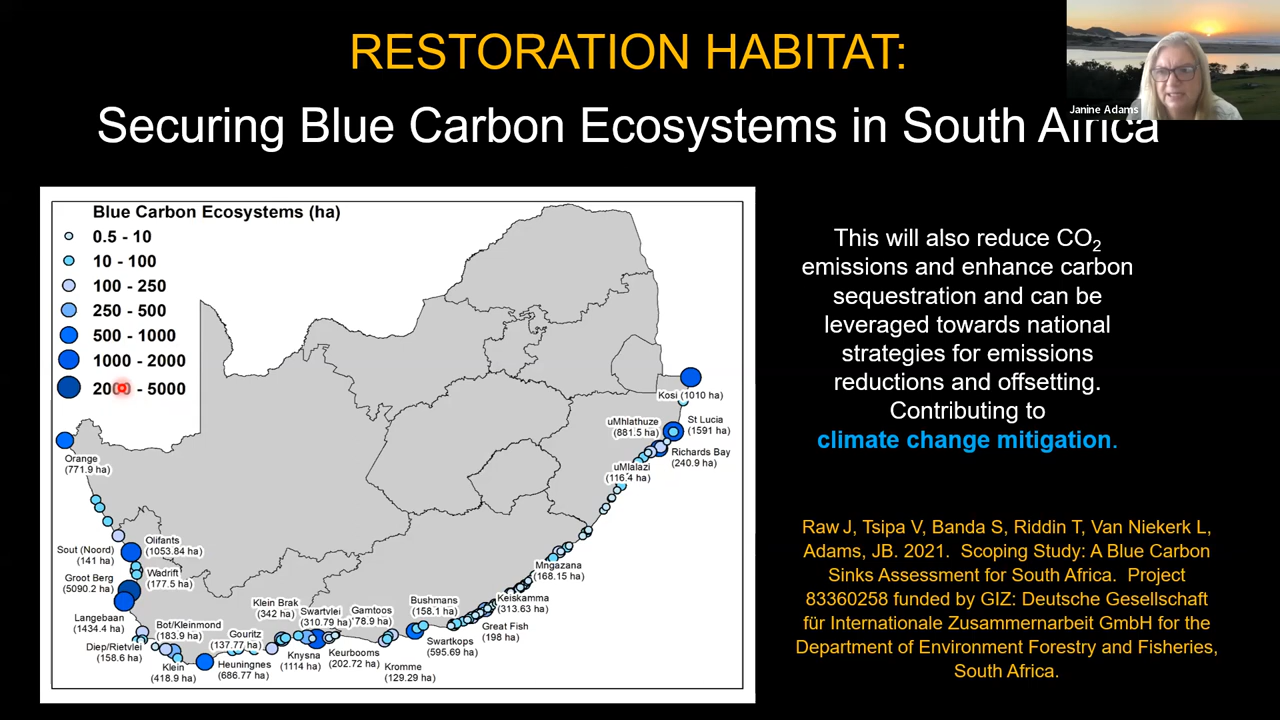 RESTORATION HABITAT:
Securing Blue Carbon Ecosystems in South Africa
Janine Adams
Blue Carbon Ecosystems (ha)
0.5 - 10
10 - 100
100 - 250
250 - 500
500 - 1000
1000 - 2000
2000 - 5000
Kosi (1010 ha)
St Lucia
(1591 ha)
uMhlathuze
(881.5 ha)
Richards Bay
(240.9 ha)
uMlalazi
(116.4 ha)
Orange
(771.9 ha)
Olifants
(1053.84 ha)
Sout (Noord)
(141 ha)
Wadrift
(177.5 ha)
Groot Berg
(5090.2 ha)
Langebaan
(1434.4 ha)
Diep/Rietvlei
(158.6 ha)
Bot/Kleinmond
(183.9 ha)
Klein
(418.9 ha)
Heuningnes
(686.77 ha)
Gouritz
(137.77 ha)
Klein Brak
(342 ha)
Swartvlei
(310.79 ha)
Knysna
(1114 ha)
Gamtoos
78.9 ha)
Keurbooms
(202.72 ha)
Kromme
(129.29 ha)
Swartkops
(595.69 ha)
Bushmans
(158.1 ha)
Great Fish
(198 ha)
Keiskamma
(313.63 ha)
Mngazana
(168.15 ha)
This will also reduce CO₂
emissions and enhance carbon
sequestration and can be
leveraged towards national
strategies for emissions
reductions and offsetting.
Contributing to
climate change mitigation.
Raw J, Tsipa V, Banda S, Riddin T, Van Niekerk L,
Adams, JB. 2021. Scoping Study: A Blue Carbon
Sinks Assessment for South Africa. Project
83360258 funded by GIZ: Deutsche Gesellschaft
für Internationale Zusammenarbeit GmbH for the
Department of Environment Forestry and Fisheries,
South Africa.